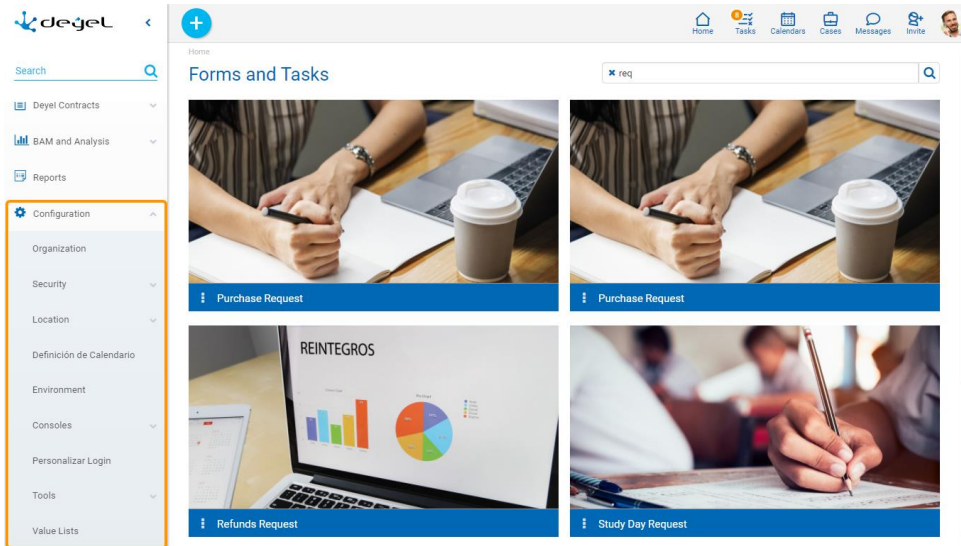 deyel
Home
Tasks
Calendars
Cases
Messages
Invite
Search
Home
Forms and Tasks
req
Deyel Contracts
BAM and Analysis
Reports
Configuration
Organization
Security
Location
Definición de Calendario
Environment
Consoles
Personalizar Login
Tools
Value Lists
Purchase Request
Purchase Request
REINTEGROS
Refunds Request
Study Day Request